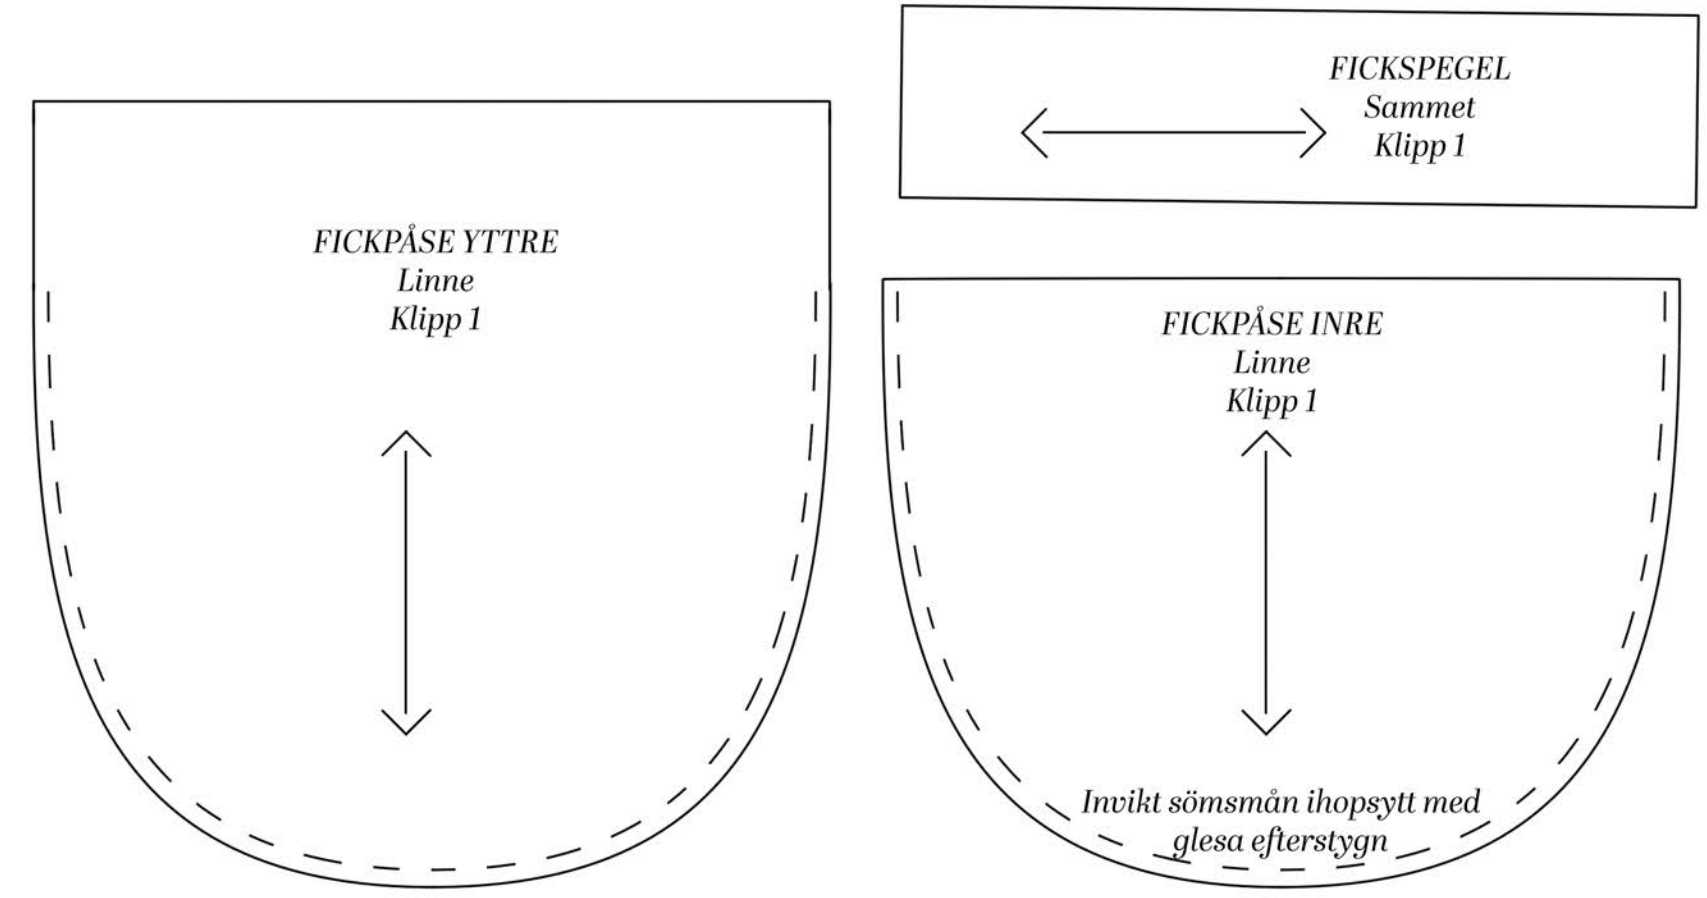 FICKPÅSE YTTRE
Linne
Klipp 1
FICKSPEGEL
Sammet
Klipp 1
FICKPÅSE INRE
Linne
Klipp 1
Invikt sömsmån ihopsytt med
glesa efterstygn